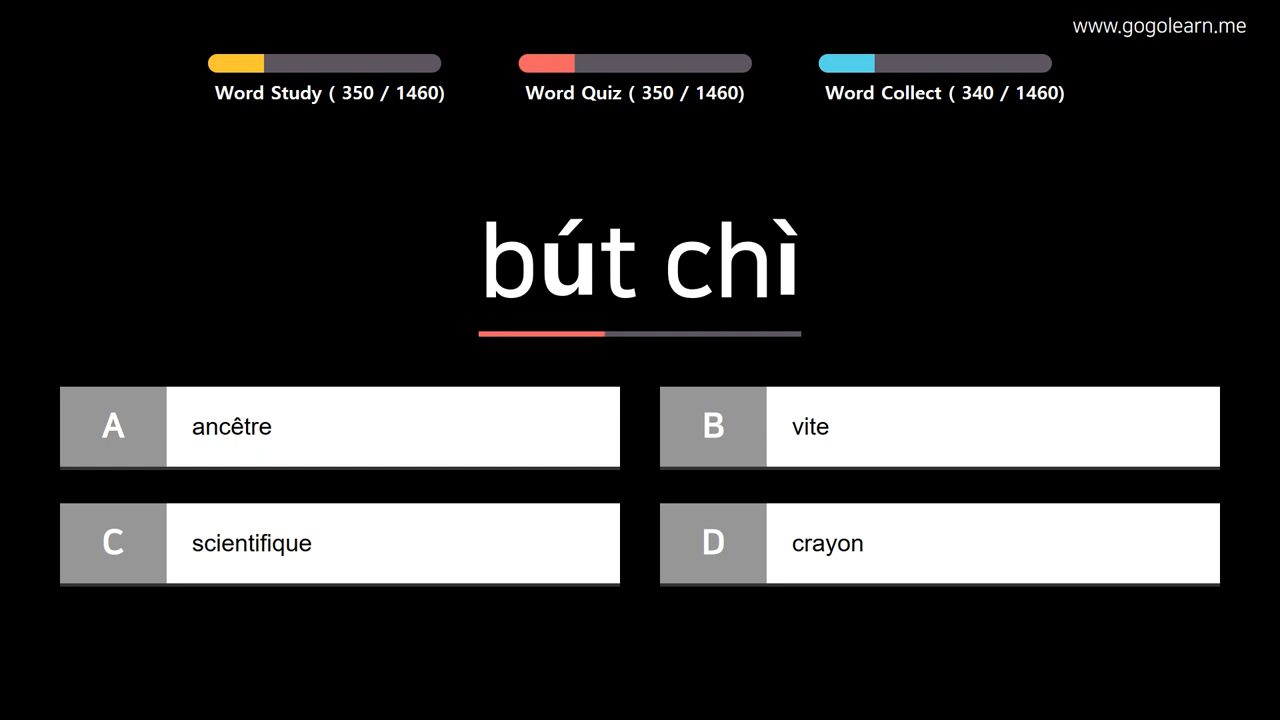 www.gogolearn.me
Word Study ( 350 / 1460)
Word Quiz ( 350 / 1460)
Word Collect ( 340 / 1460)
bút chì
A ancêtre
B vite
C scientifique
D crayon